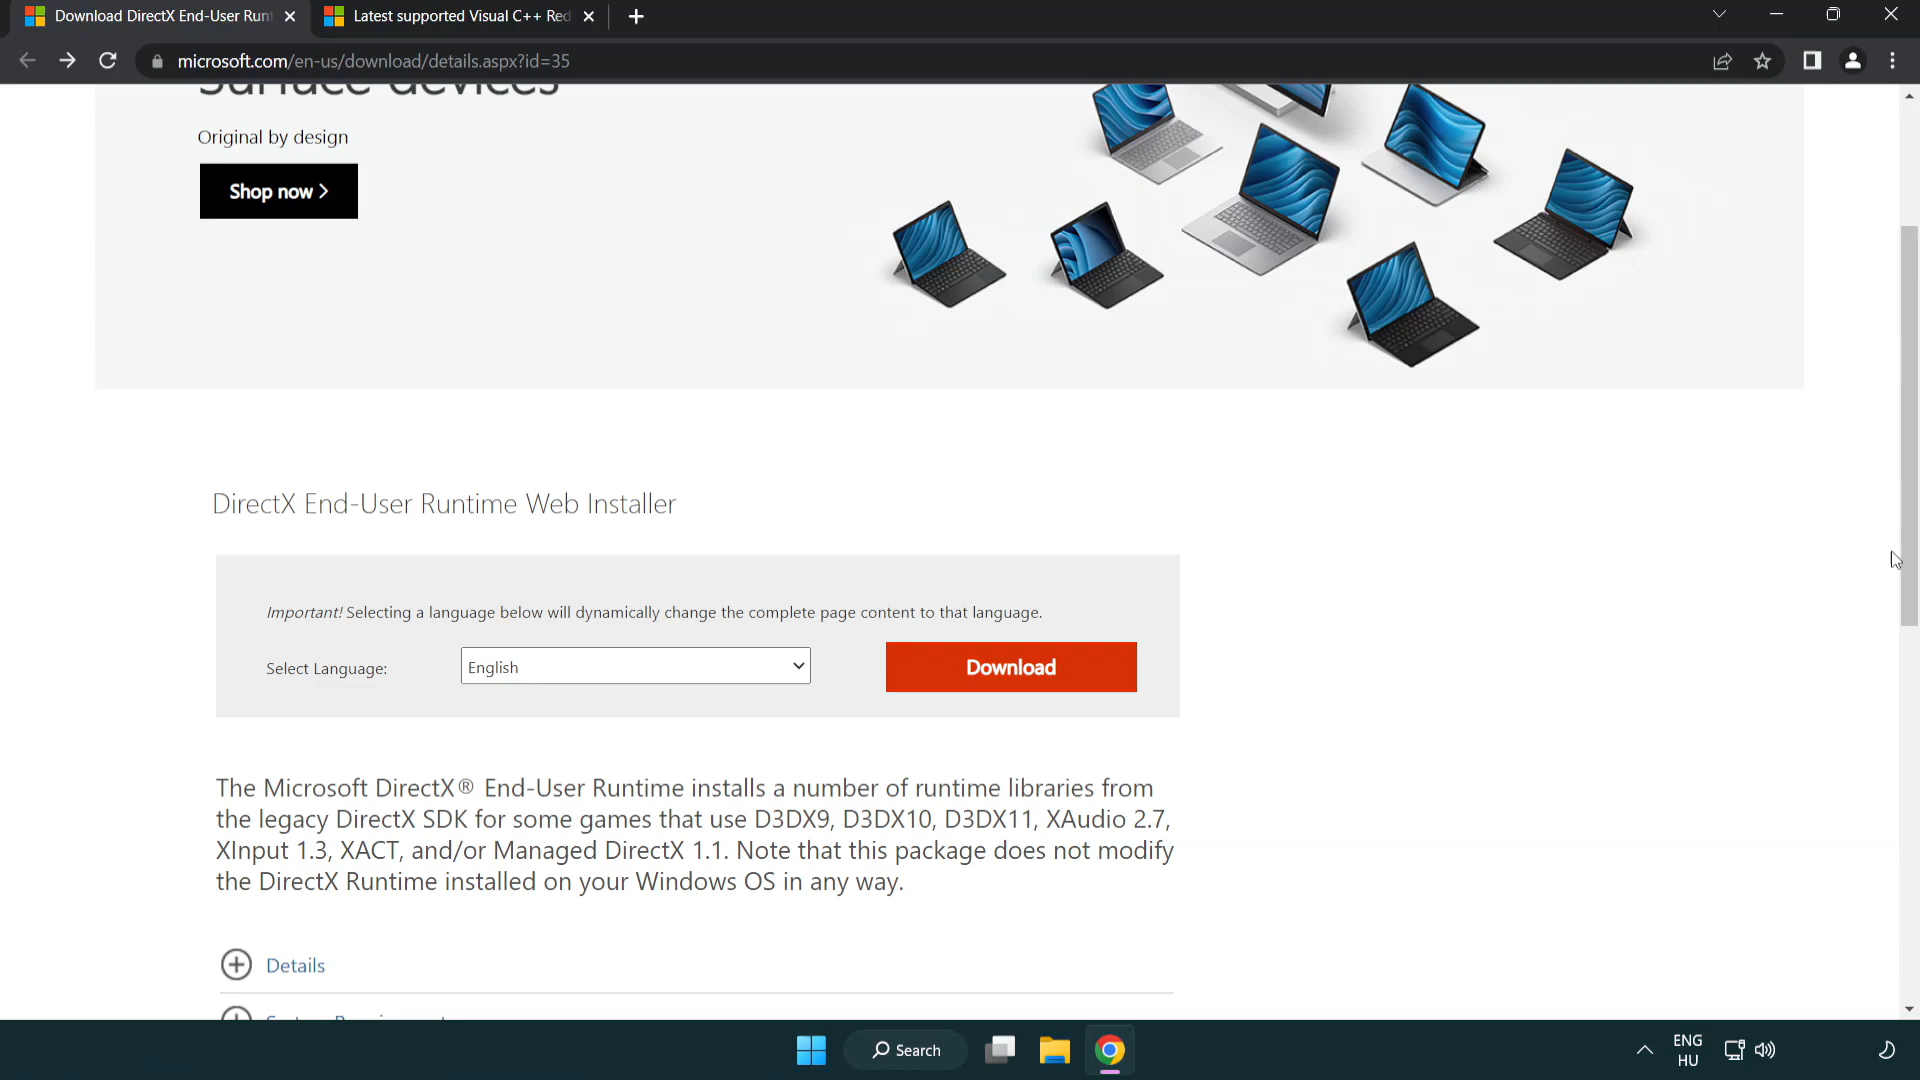 Download DirectX End-User Runt
Latest supported Visual C++ Red
microsoft.com/en-us/download/details.aspx?id=35
Surface devices
Original by design
Shop now >
DirectX End-User Runtime Web Installer
Important! Selecting a language below will dynamically change the complete page content to that language.
Select Language:
English
Download
The Microsoft DirectX® End-User Runtime installs a number of runtime libraries from
the legacy DirectX SDK for some games that use D3DX9, D3DX10, D3DX11, XAudio 2.7,
XInput 1.3, XACT, and/or Managed DirectX 1.1. Note that this package does not modify
the DirectX Runtime installed on your Windows OS in any way.
Details
Search
ENG
HU